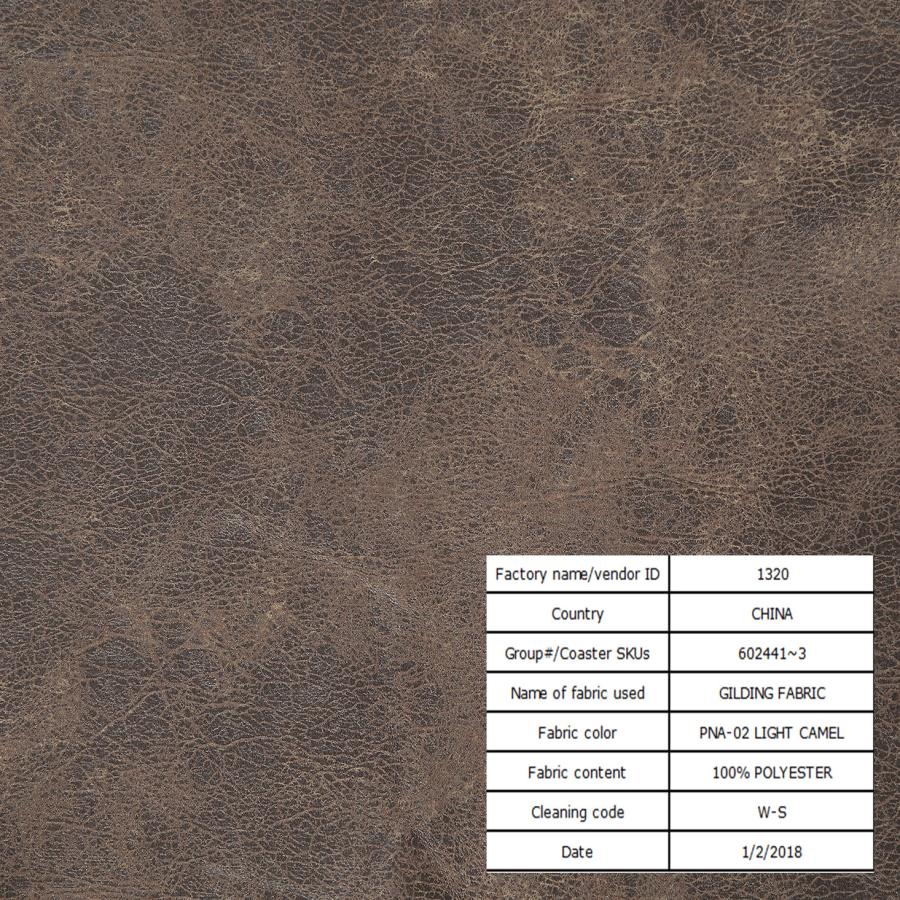 Factory name/vendor ID 1320
Country CHINA
Group#/Coaster SKUs 602441~3
Name of fabric used GILDING FABRIC
Fabric color PNA-02 LIGHT CAMEL
Fabric content 100% POLYESTER
Cleaning code W-S
Date 1/2/2018